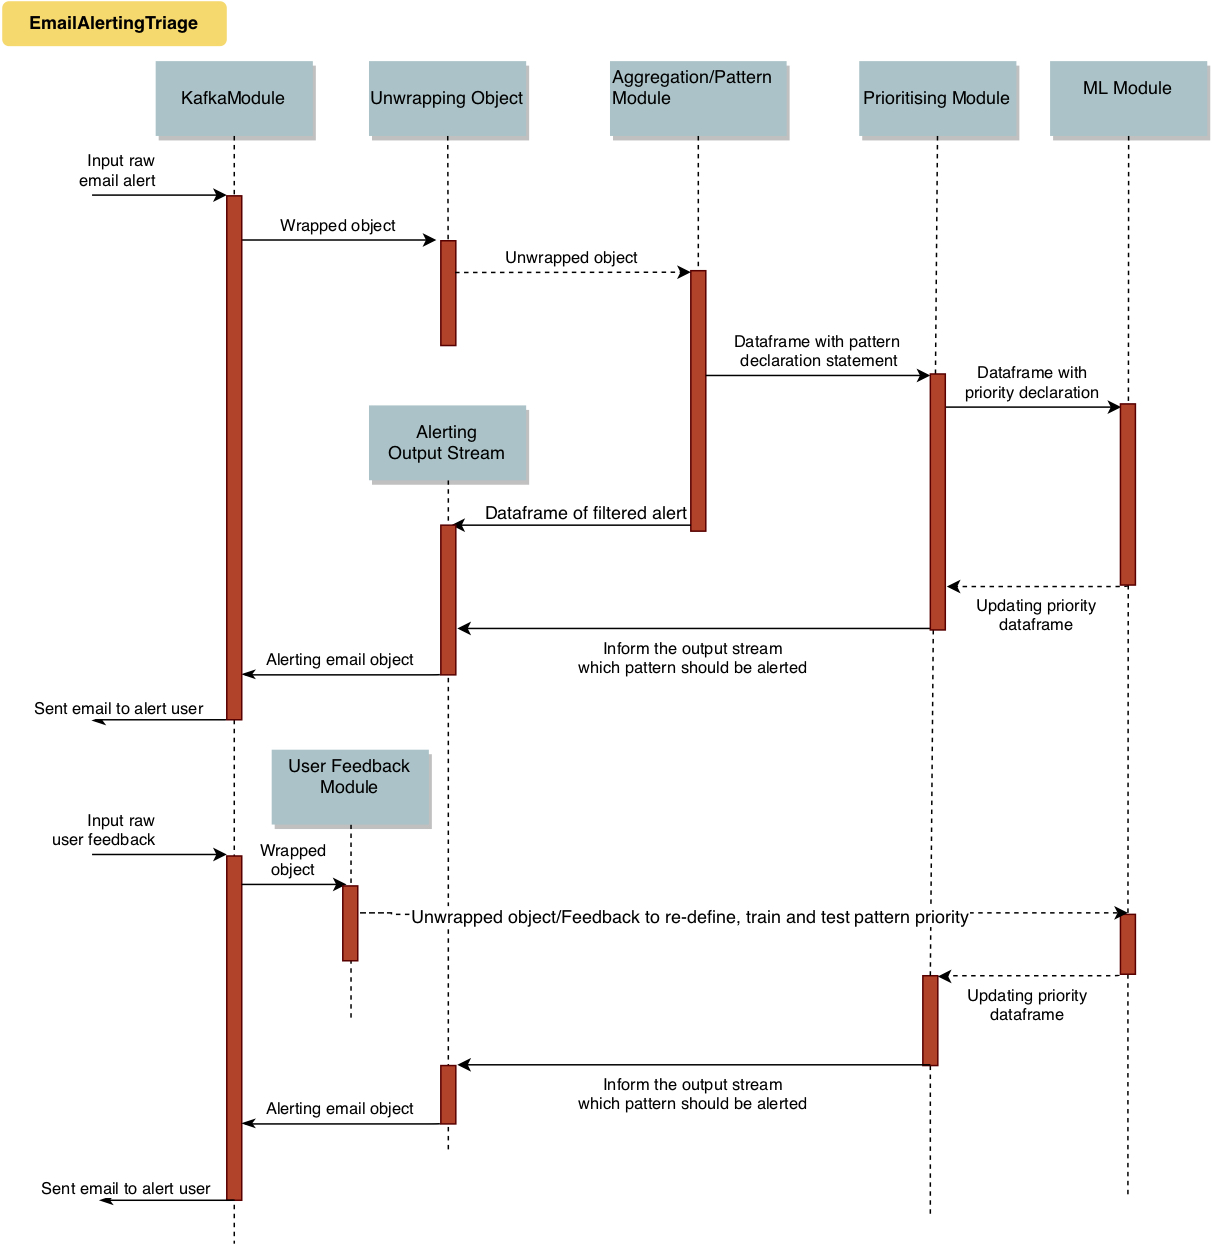 EmailAlertingTriage
KafkaModule
Unwrapping Object
Aggregation/Pattern
Module
Prioritising Module
ML Module
Input raw
email alert
Wrapped object
Unwrapped object
Dataframe with pattern
declaration statement
Dataframe with
priority declaration
Alerting
Output Stream
Dataframe of filtered alert
Updating priority
dataframe
Inform the output stream
which pattern should be alerted
Alerting email object
Sent email to alert user
User Feedback
Module
Input raw
user feedback
Wrapped
object
Unwrapped object/Feedback to re-define, train and test pattern priority
Updating priority
dataframe
Inform the output stream
which pattern should be alerted
Alerting email object
Sent email to alert user